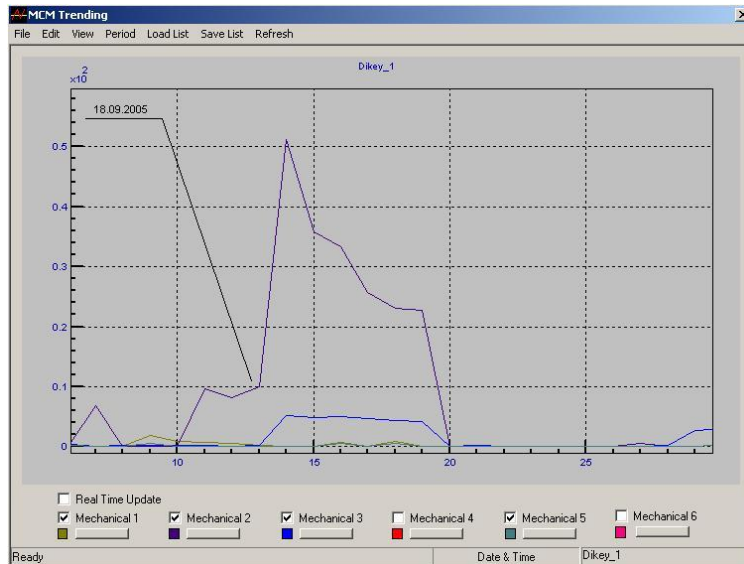 MCM Trending
File Edit View Period Load List Save List Refresh
Dikey_1
x10 2
18.09.2005
0.5
0.4
0.3
0.2
0.1
0
10 15 20 25
Real Time Update
Mechanical 1 Mechanical 2 Mechanical 3 Mechanical 4 Mechanical 5 Mechanical 6
Ready Date & Time Dikey_1